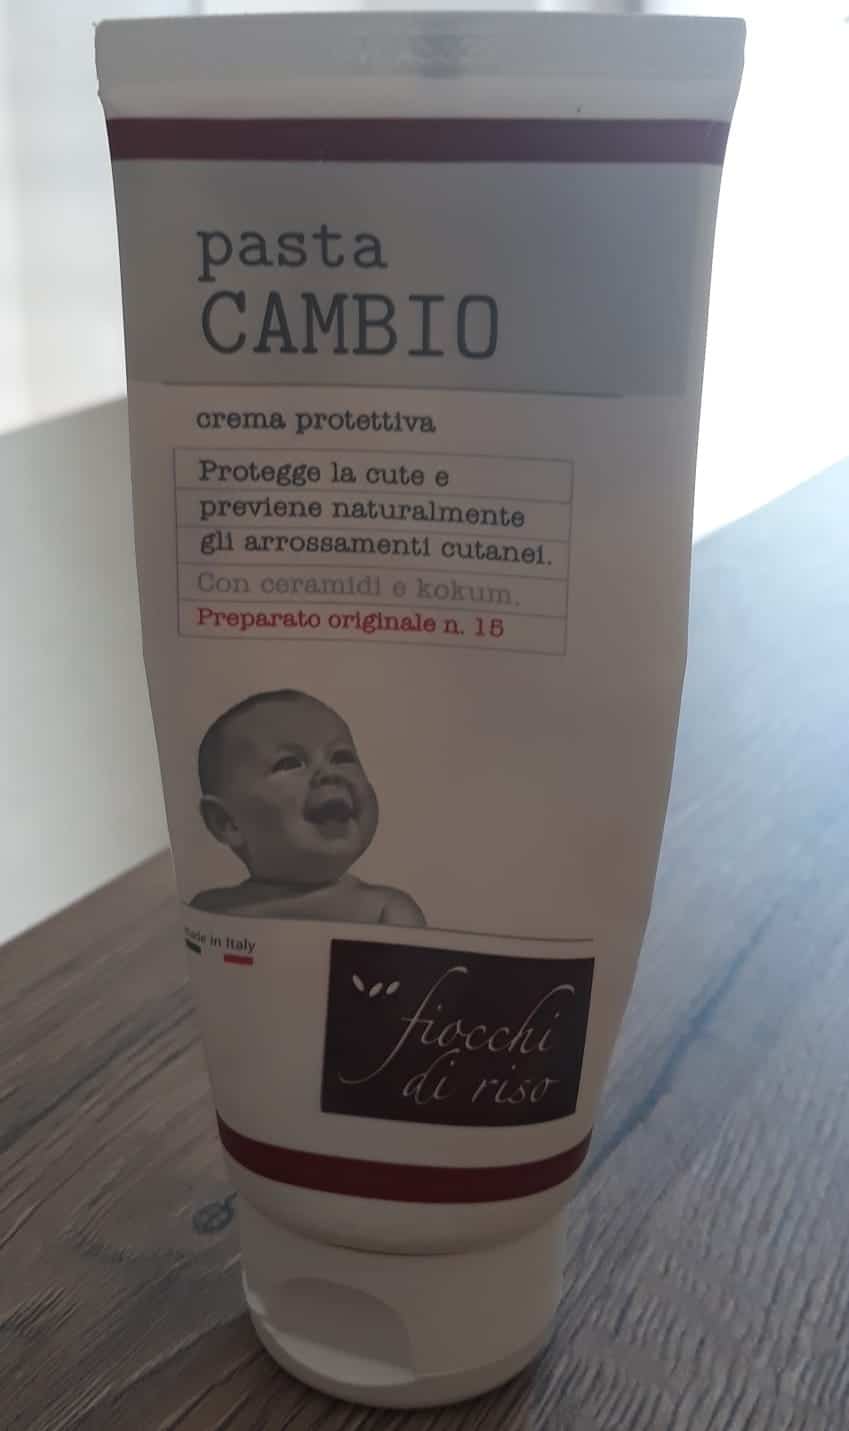 pasta
CAMBIO
crema protettiva
Protegge la cute e
previene naturalmente
gli arrossamenti cutanei.
Con ceramidi e kokum.
Preparato originale n. 15
made in Italy
fiocchi
di riso